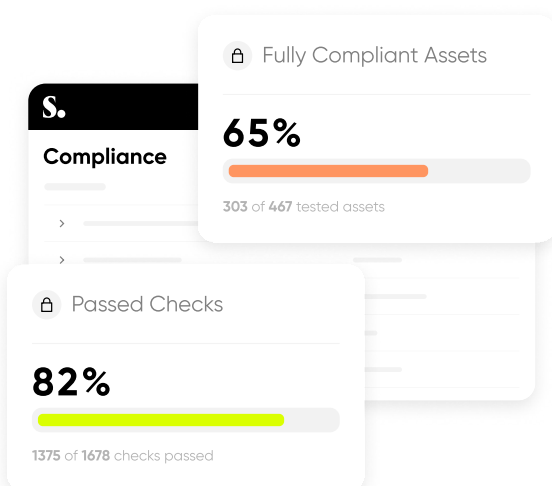 Fully Compliant Assets
65%
303 of 467 tested assets
S.
Compliance
Passed Checks
82%
1375 of 1678 checks passed